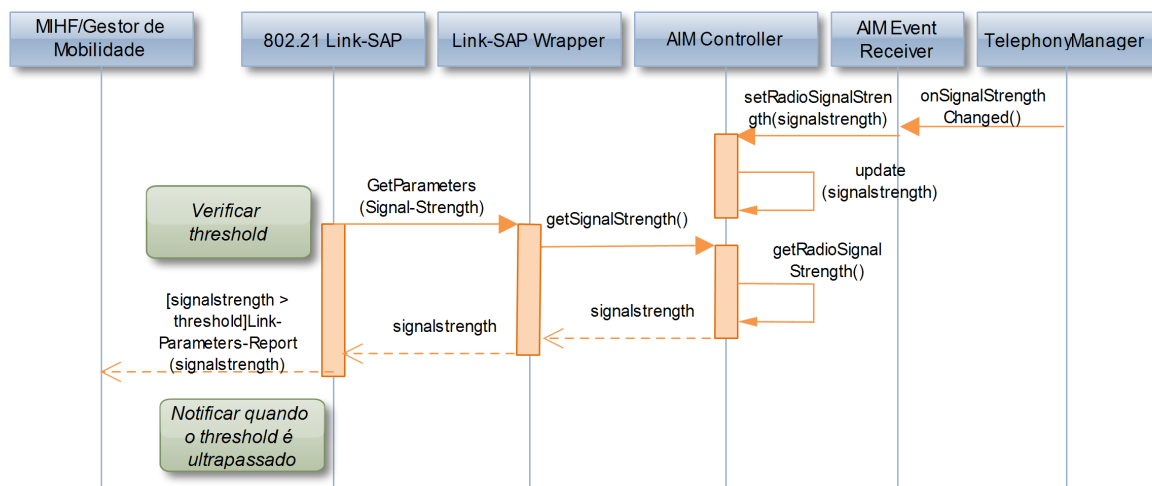 MIHF/Gestor de
Mobilidade
802.21 Link-SAP
Link-SAP Wrapper
AIM Controller
AIM Event
Receiver
TelephonyManager
setRadioSignalStren
gth(signalstrength)
onSignalStrength
Changed()
update
(signalstrength)
GetParameters
(Signal-Strength)
Verificar
threshold
getSignalStrength()
getRadioSignal
Strength()
[signalstrength >
threshold]Link-
Parameters-Report
(signalstrength)
signalstrength
signalstrength
Notificar quando
o threshold é
ultrapassado